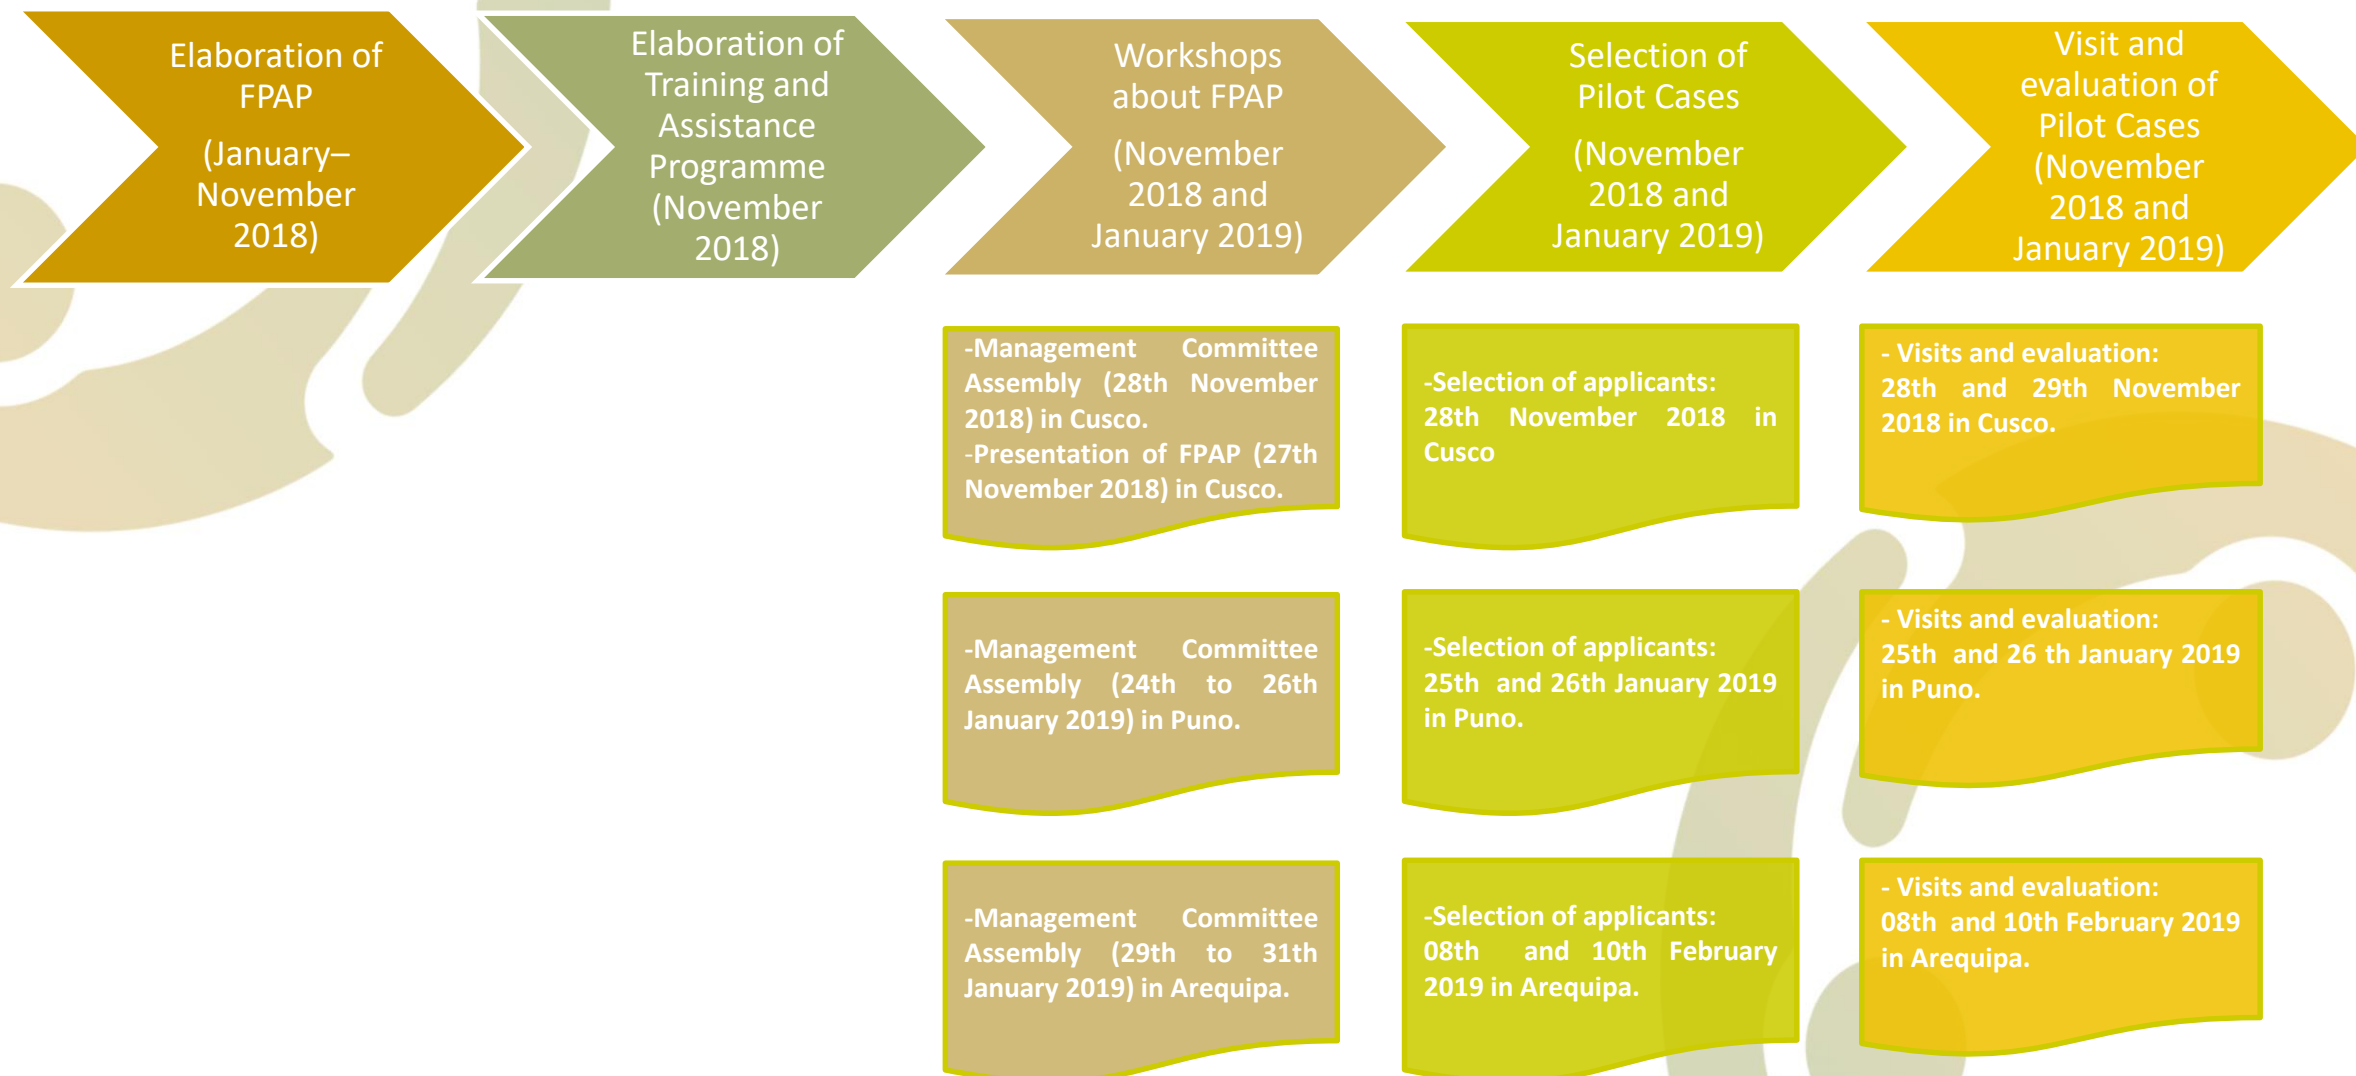 Elaboration of
FPAP
(January–
November
2018)
Elaboration of
Training and
Assistance
Programme
(November
2018)
Workshops
about FPAP
(November
2018 and
January 2019)
Selection of
Pilot Cases
(November
2018 and
January 2019)
Visit and
evaluation of
Pilot Cases
(November
2018 and
January 2019)
-Management Committee
Assembly (28th November
2018) in Cusco.
-Presentation of FPAP (27th
November 2018) in Cusco.
-Selection of applicants:
28th November 2018 in
Cusco
- Visits and evaluation:
28th and 29th November
2018 in Cusco.
-Management Committee
Assembly (24th to 26th
January 2019) in Puno.
-Selection of applicants:
25th and 26th January 2019
in Puno.
- Visits and evaluation:
25th and 26 th January 2019
in Puno.
-Management Committee
Assembly (29th to 31th
January 2019) in Arequipa.
-Selection of applicants:
08th and 10th February
2019 in Arequipa.
- Visits and evaluation:
08th and 10th February 2019
in Arequipa.